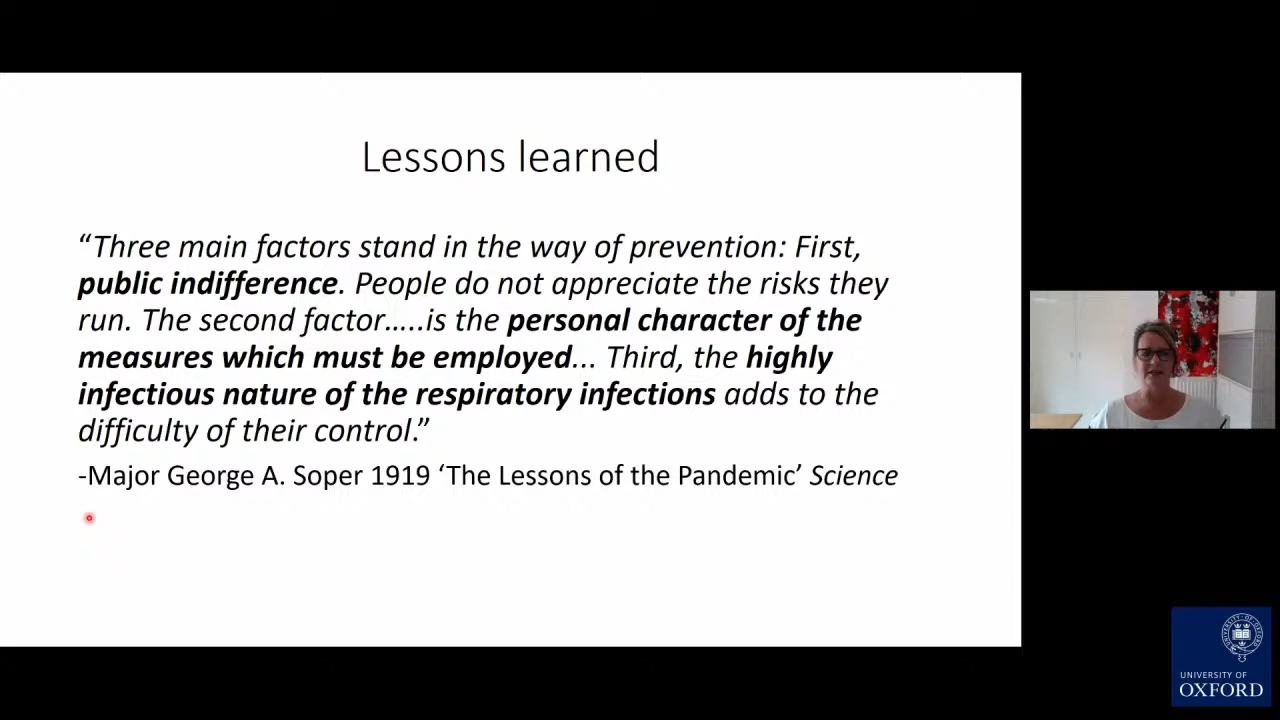 Lessons learned
“Three main factors stand in the way of prevention: First,
public indifference. People do not appreciate the risks they
run. The second factor…..is the personal character of the
measures which must be employed... Third, the highly
infectious nature of the respiratory infections adds to the
difficulty of their control.”
-Major George A. Soper 1919 ‘The Lessons of the Pandemic’ Science
UNIVERSITY OF
OXFORD